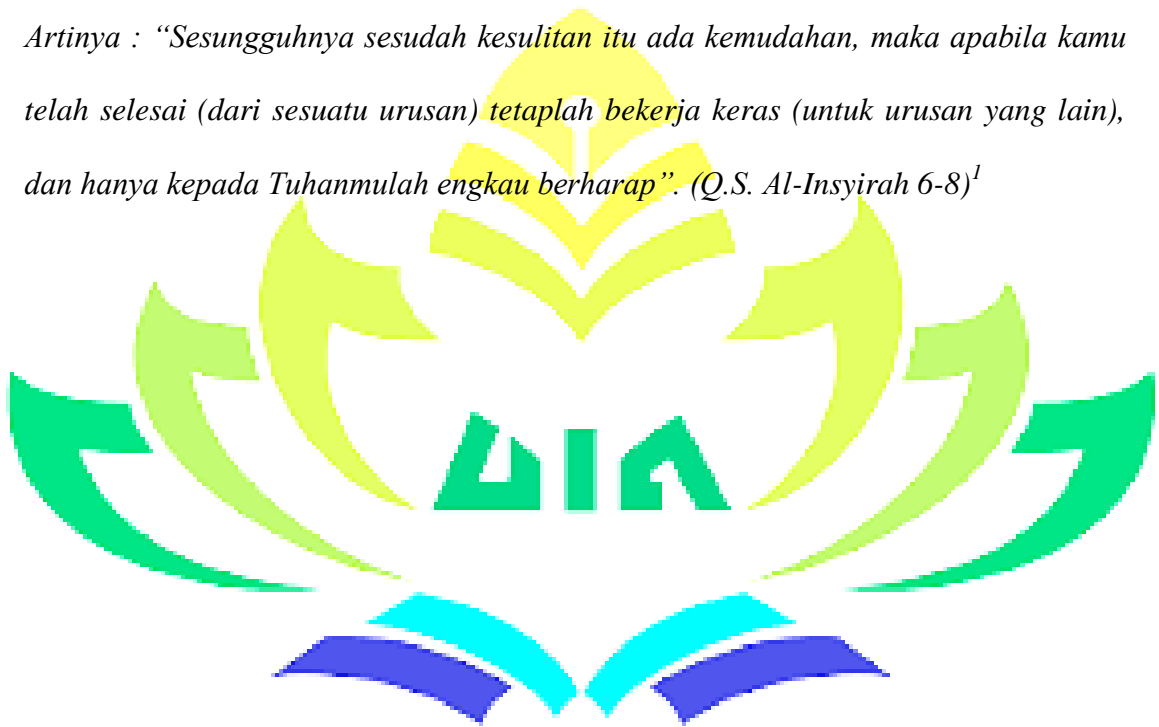 Artinya : “Sesungguhnya sesudah kesulitan itu ada kemudahan, maka apabila kamu
telah selesai (dari sesuatu urusan) tetaplah bekerja keras (untuk urusan yang lain),
dan hanya kepada Tuhanmulah engkau berharap”. (Q.S. Al-Insyirah 6-8)¹